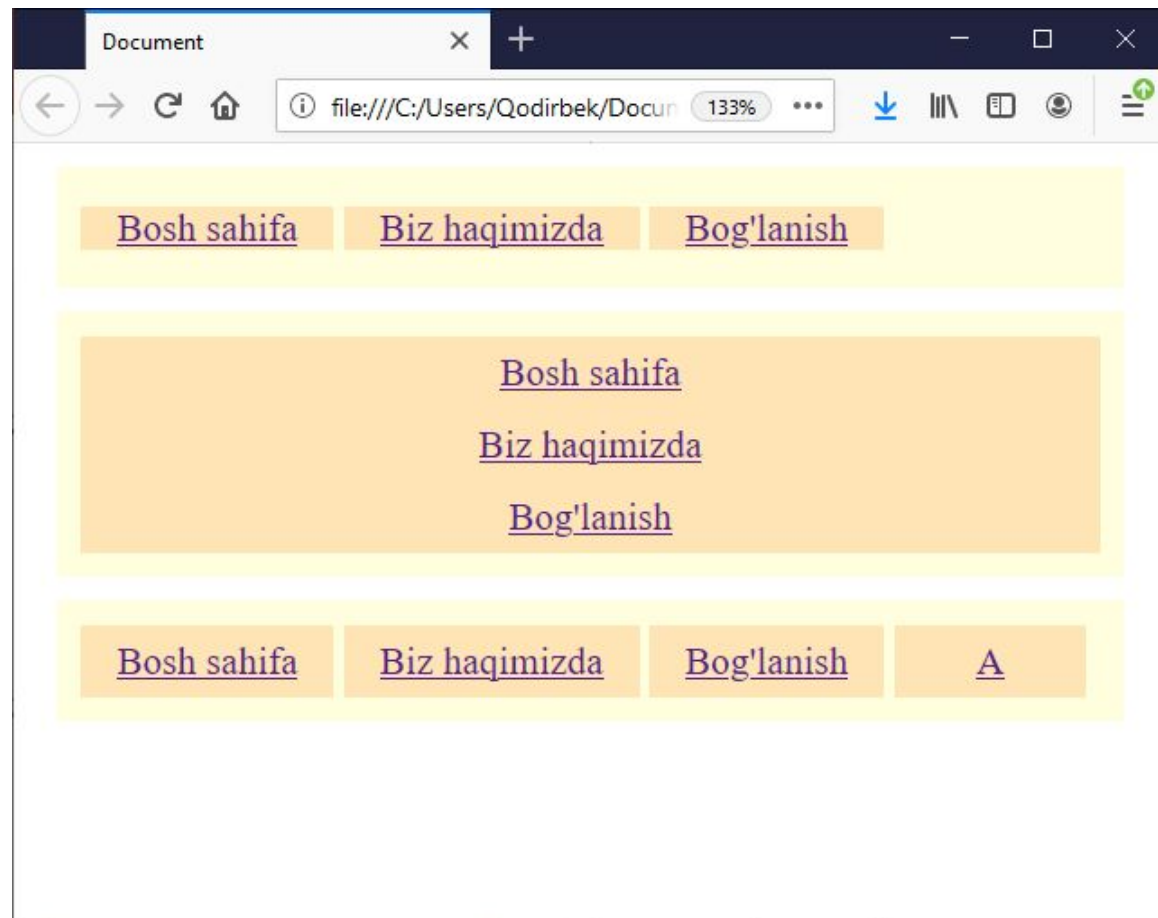 Document
file:///C:/Users/Qodirbek/Docum 133%
Bosh sahifa Biz haqimizda Bog'lanish
Bosh sahifa
Biz haqimizda
Bog'lanish
Bosh sahifa Biz haqimizda Bog'lanish A